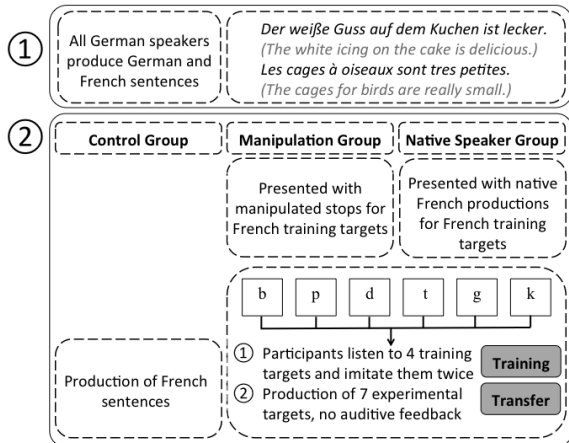 ①
All German speakers
produce German and
French sentences
Der weiße Guss auf dem Kuchen ist lecker.
(The white icing on the cake is delicious.)
Les cages à oiseaux sont tres petites.
(The cages for birds are really small.)
②
Control Group
Manipulation Group
Native Speaker Group
Presented with
manipulated stops for
French training targets
Presented with native
French productions
for French training
targets
b p d t g k
Production of French
sentences
① Participants listen to 4 training
targets and imitate them twice
Training
② Production of 7 experimental
targets, no auditive feedback
Transfer